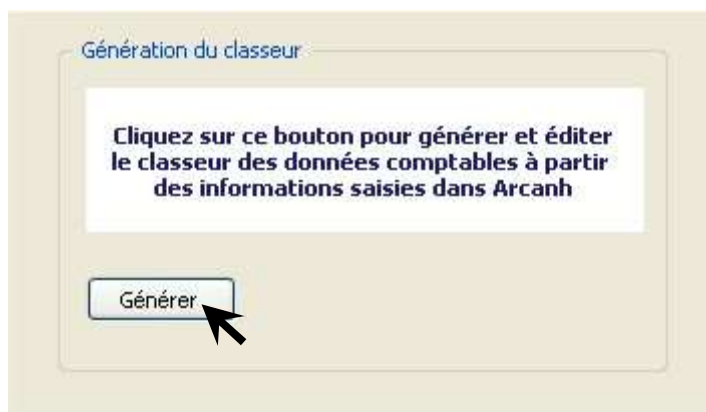 Génération du classeur
Cliquez sur ce bouton pour générer et éditer
le classeur des données comptables à partir
des informations saisies dans Arcanh
Générer